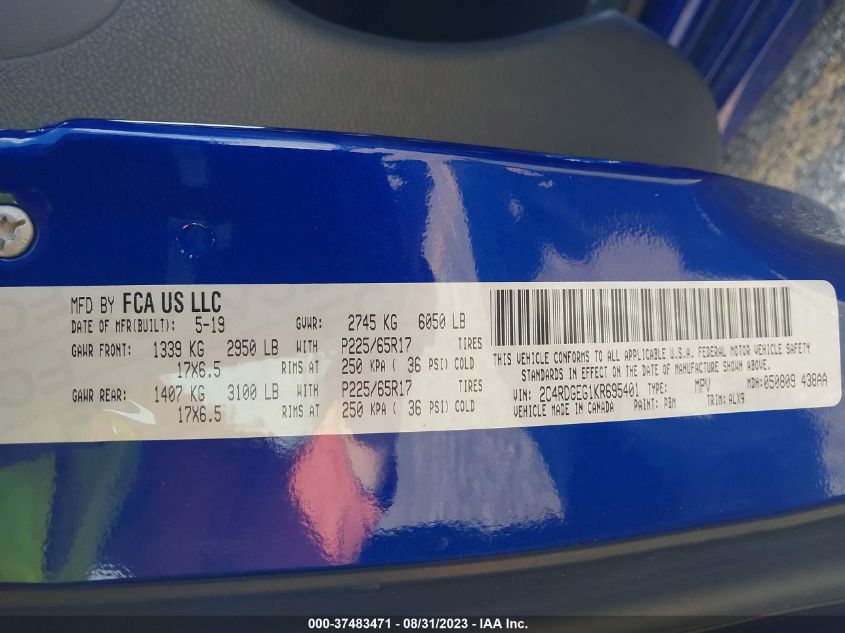 MFD BY FCA US LLC
DATE OF MFR(BUILT): 5-19 GVWR: 2745 KG 6050 LB
GAWR FRONT: 1339 KG 2950 LB WITH P225/65R17 TIRES
17X6.5 RIMS AT 250 KPA ( 36 PSI) COLD
GAWR REAR: 1407 KG 3100 LB WITH P225/65R17 TIRES
17X6.5 RIMS AT 250 KPA ( 36 PSI) COLD
THIS VEHICLE CONFORMS TO ALL APPLICABLE U.S.A. FEDERAL MOTOR VEHICLE SAFETY
STANDARDS IN EFFECT ON THE DATE OF MANUFACTURE SHOWN ABOVE.
VIN: 2C4RDGEG1KR695401 TYPE: MPV MDH: 050809 438AA
VEHICLE MADE IN CANADA PAINT: PBM TRIM: ALX9
000-37483471 - 08/31/2023 - IAA Inc.